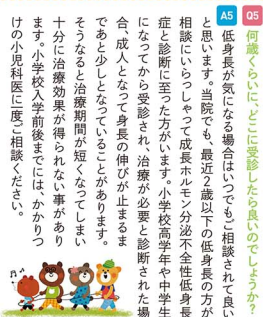 Q5
何歳くらいに、どこに受診したら良いのでしょうか?
A5
低身長が気になる場合はいつでもご相談されて良い
と思います。当院でも、最近2歳以下の低身長の方が
相談にいらっしゃって成長ホルモン分泌不全性低身長
症と診断に至った方がいます。小学校高学年や中学生
になってから受診され、治療が必要と診断された場
合、成人となって身長の伸びが止まるま
であと少しとなっていることがあります。
そうなると治療期間が短くなってしまい
十分に治療効果が得られない事があり
ます。小学校入学前後までには、かかりつ
けの小児科医に一度ご相談ください。